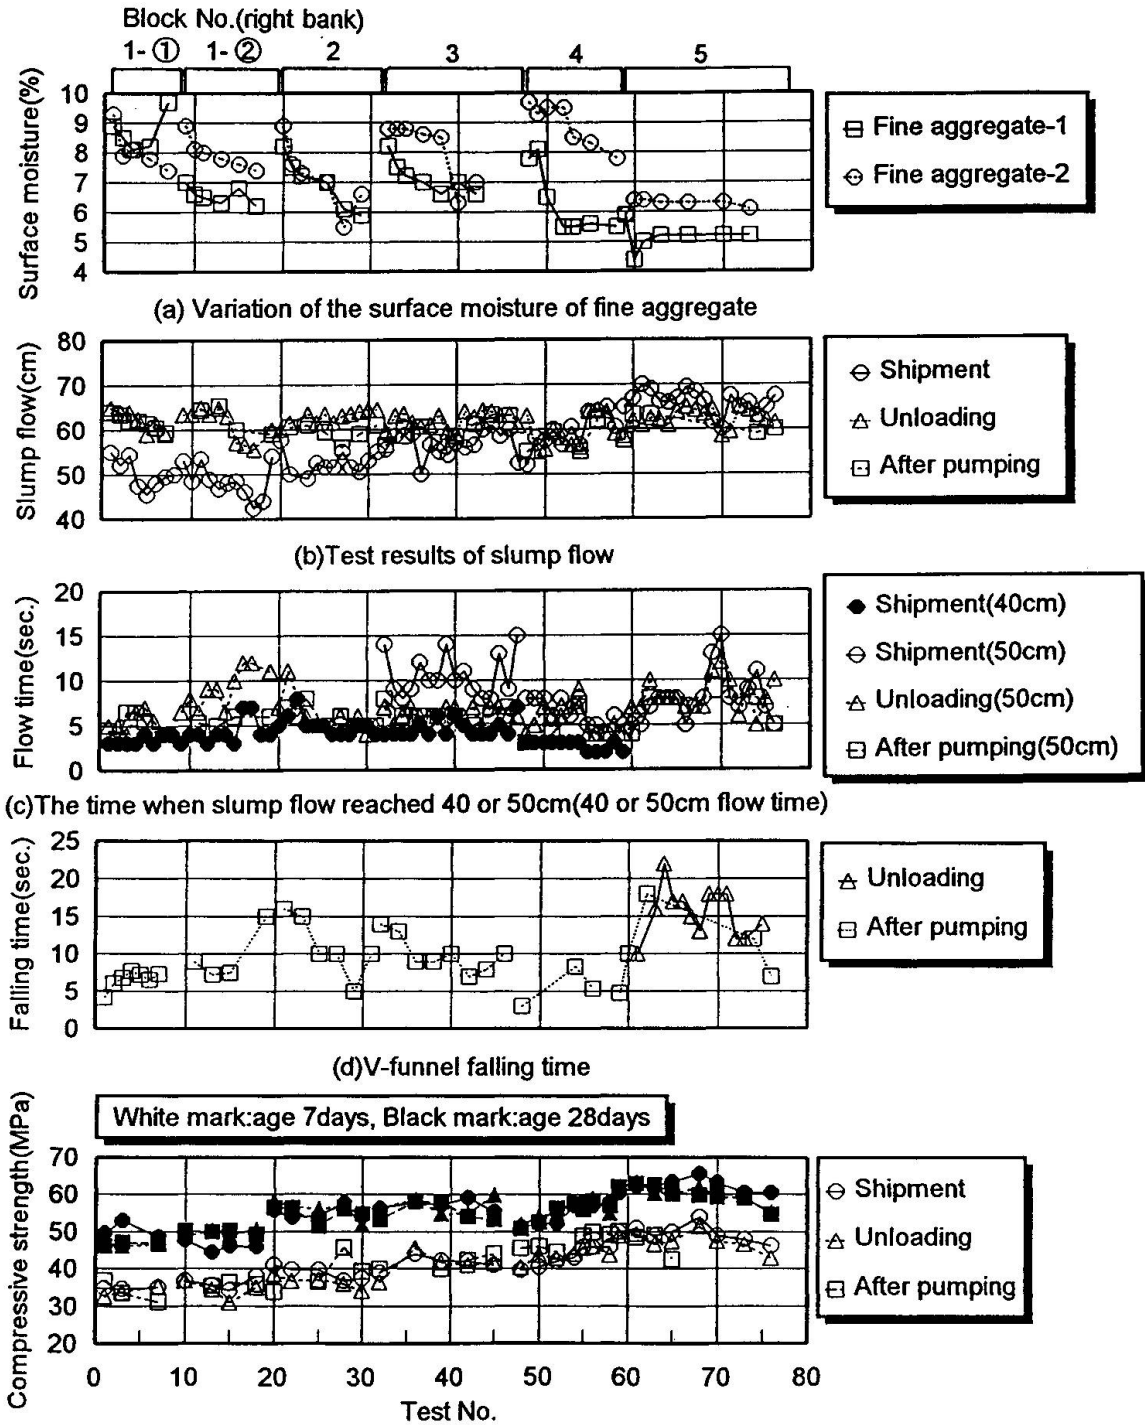 Block No.(right bank)
1-① 1-② 2 3 4 5
Surface moisture(%)
10
9
8
7
6
5
4
Fine aggregate-1
Fine aggregate-2
(a) Variation of the surface moisture of fine aggregate
Slump flow(cm)
80
70
60
50
40
Shipment
Unloading
After pumping
(b)Test results of slump flow
Flow time(sec.)
20
15
10
5
0
Shipment(40cm)
Shipment(50cm)
Unloading(50cm)
After pumping(50cm)
(c)The time when slump flow reached 40 or 50cm(40 or 50cm flow time)
Falling time(sec.)
25
20
15
10
5
0
Unloading
After pumping
(d)V-funnel falling time
White mark:age 7days, Black mark:age 28days
Compressive strength(MPa)
70
60
50
40
30
20
Shipment
Unloading
After pumping
0 10 20 30 40 50 60 70 80
Test No.